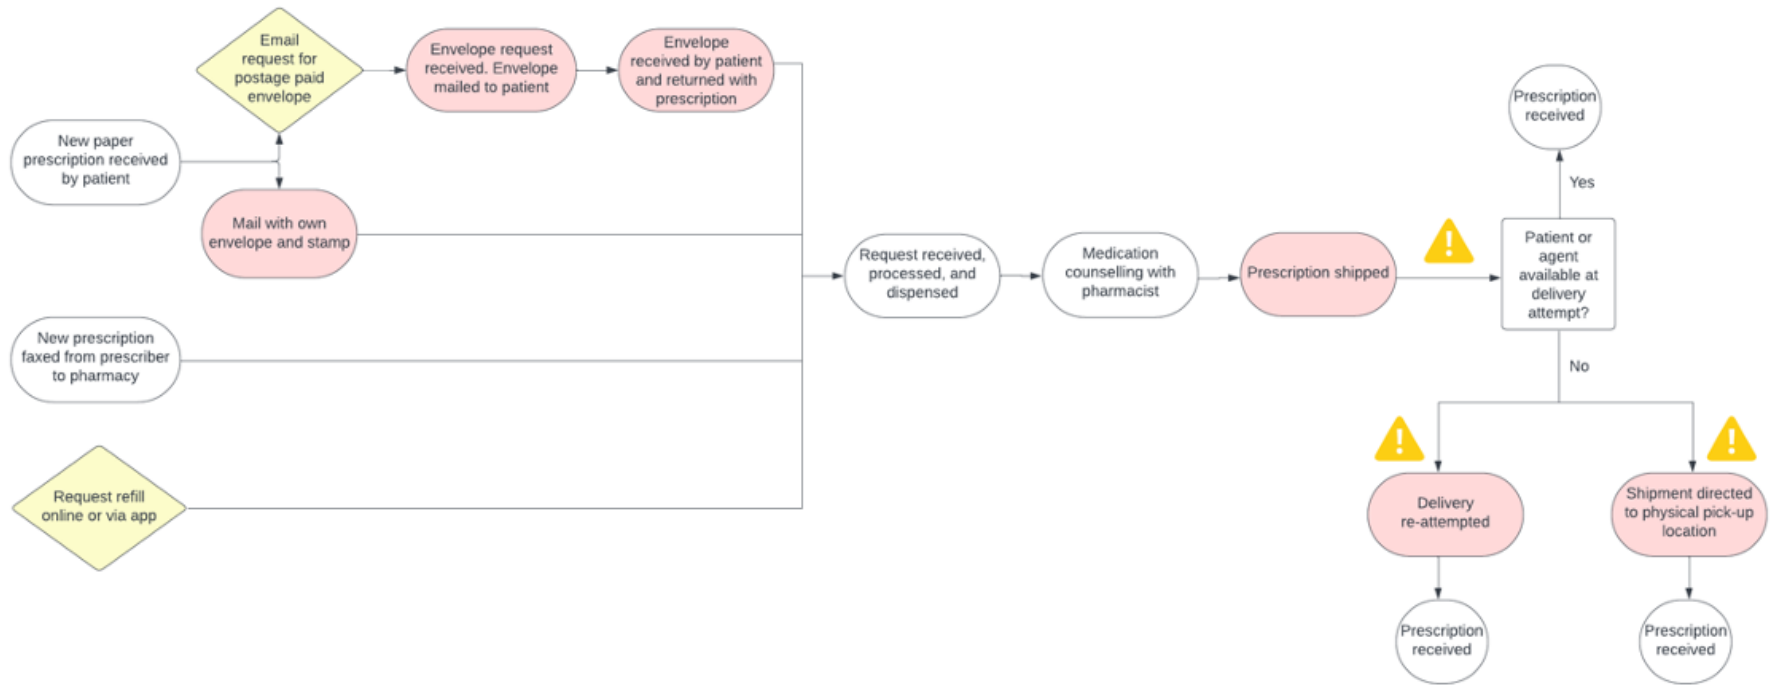 Email
request for
postage paid
envelope
Envelope request
received. Envelope
mailed to patient
Envelope
received by patient
and returned with
prescription
New paper
prescription received
by patient
Mail with own
envelope and stamp
New prescription
faxed from prescriber
to pharmacy
Request refill
online or via app
Request received,
processed, and
dispensed
Medication
counselling with
pharmacist
Prescription shipped
Patient or
agent
available at
delivery
attempt?
Yes
Prescription
received
No
Delivery
re-attempted
Shipment directed
to physical pick-up
location
Prescription
received
Prescription
received